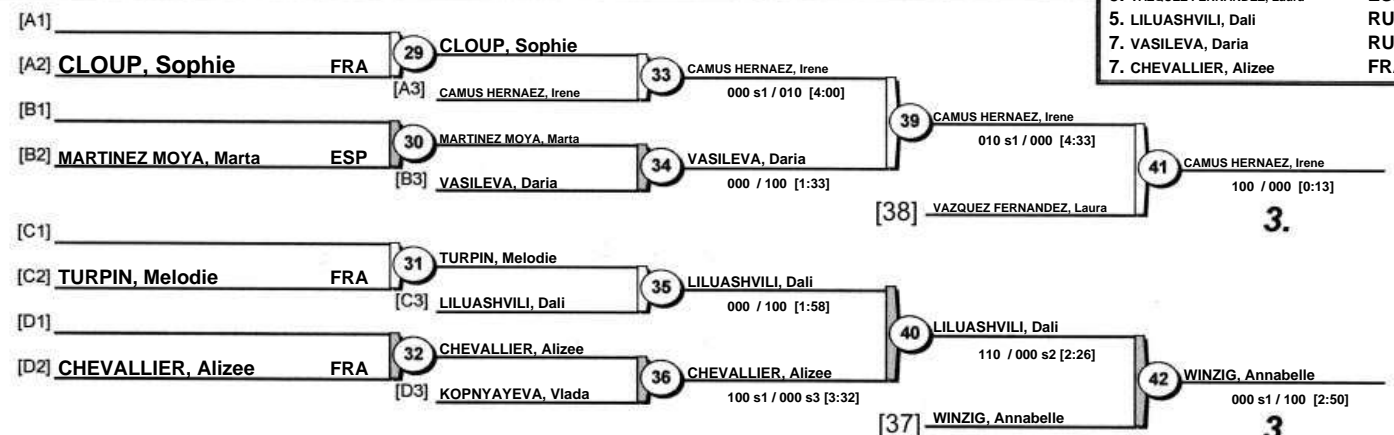 5. LILUASHVILI, Dali RU
7. VASILEVA, Daria RU
7. CHEVALLIER, Alizee FR
[A1]
[A2] CLOUP, Sophie FRA
29
CLOUP, Sophie
[A3] CAMUS HERNAEZ, Irene
33
CAMUS HERNAEZ, Irene
000 s1 / 010 [4:00]
[B1]
[B2] MARTINEZ MOYA, Marta ESP
30
MARTINEZ MOYA, Marta
[B3] VASILEVA, Daria
34
VASILEVA, Daria
000 / 100 [1:33]
39
CAMUS HERNAEZ, Irene
010 s1 / 000 [4:33]
[38] VAZQUEZ FERNANDEZ, Laura
41
CAMUS HERNAEZ, Irene
100 / 000 [0:13]
3.
[C1]
[C2] TURPIN, Melodie FRA
31
TURPIN, Melodie
[C3] LILUASHVILI, Dali
35
LILUASHVILI, Dali
000 / 100 [1:58]
[D1]
[D2] CHEVALLIER, Alizee FRA
32
CHEVALLIER, Alizee
[D3] KOPNYAYEVA, Vlada
36
CHEVALLIER, Alizee
100 s1 / 000 s3 [3:32]
40
LILUASHVILI, Dali
110 / 000 s2 [2:26]
[37] WINZIG, Annabelle
42
WINZIG, Annabelle
000 s1 / 100 [2:50]
3